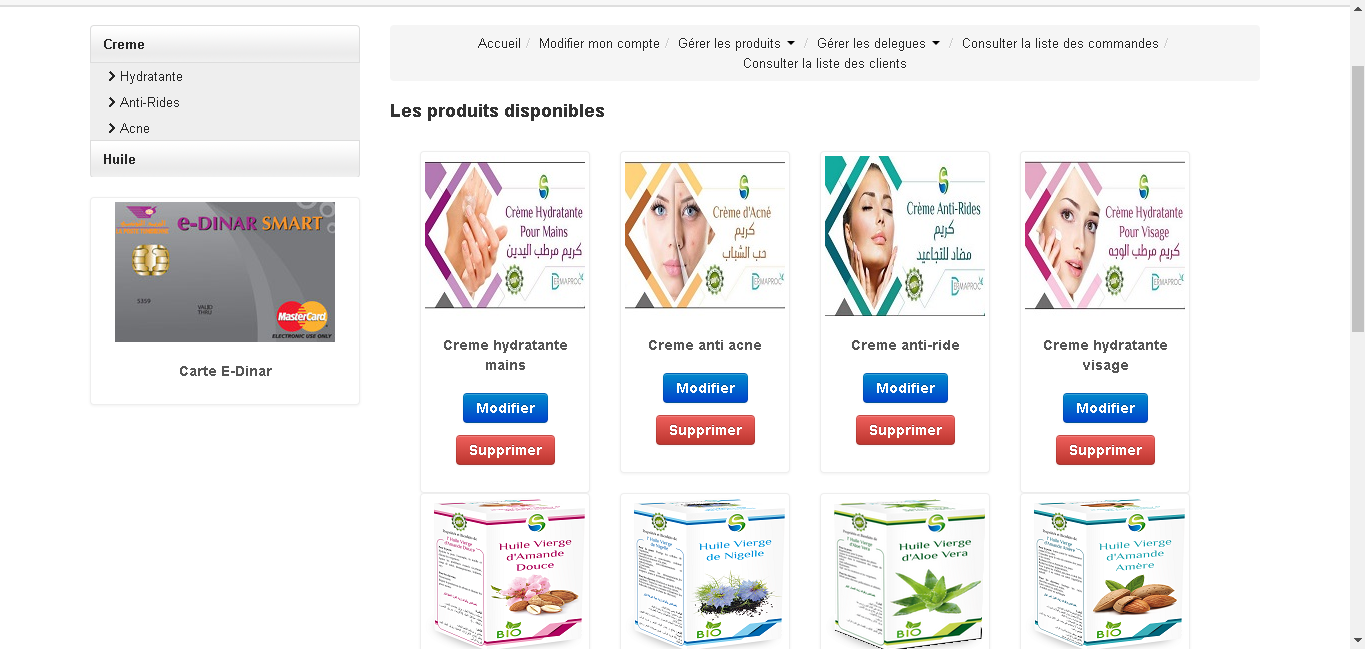 Creme
Hydratante
Anti-Rides
Acne
Huile
e-DINAR SMART
5359
VALID
THRU
MasterCard
ELECTRONIC USE ONLY
Carte E-Dinar
Accueil / Modifier mon compte / Gérer les produits / Gérer les delegues / Consulter la liste des commandes /
Consulter la liste des clients
Les produits disponibles
Crème Hydratante
Pour Mains
كريم مرطب اليدين
DERMAPROC
Creme hydratante
mains
Modifier
Supprimer
Crème d'Acné
كريم
حب الشباب
DERMAPROC
Creme anti acne
Modifier
Supprimer
Crème Anti-Rides
كريم
مضاد للتجاعيد
DERMAPROC
Creme anti-ride
Modifier
Supprimer
Crème Hydratante
Pour Visage
كريم مرطب الوجه
DERMAPROC
Creme hydratante
visage
Modifier
Supprimer
Huile Vierge
d'Amande
Douce
BIO
Huile Vierge
de Nigelle
BIO
Huile Vierge
d'Aloe Vera
BIO
Huile Vierge
d'Amande
Amère
BIO